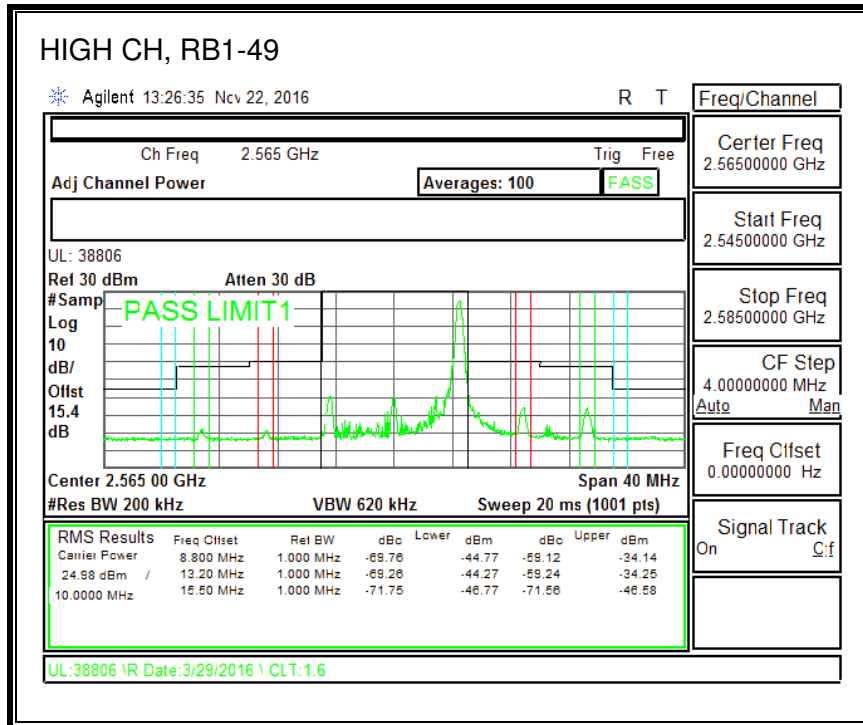 HIGH CH, RB1-49
Agilent 13:26:35 Nov 22, 2016 R T
Ch Freq 2.565 GHz Trig Free
Adj Channel Power Averages: 100 PASS
UL: 38806
Ref 30 dBm Atten 30 dB
#Samp
Log
10
dB/
Offst
15.4
dB
PASS LIMIT1
Center 2.565 00 GHz Span 40 MHz
#Res BW 200 kHz VBW 620 kHz Sweep 20 ms (1001 pts)
RMS Results Freq Offset Ref BW dBc Lower dBm dBc Upper dBm
Carrier Power 8.800 MHz 1.000 MHz -69.76 -44.77 -59.12 -34.14
24.98 dBm / 13.20 MHz 1.000 MHz -69.26 -44.27 -59.24 -34.25
10.0000 MHz 15.50 MHz 1.000 MHz -71.75 -46.77 -71.56 -46.58
UL:38806 \R Date:3/29/2016 \ CLT:1.6
Freq/Channel
Center Freq
2.56500000 GHz
Start Freq
2.54500000 GHz
Stop Freq
2.58500000 GHz
CF Step
4.00000000 MHz
Auto Man
Freq Offset
0.00000000 Hz
Signal Track
On Off